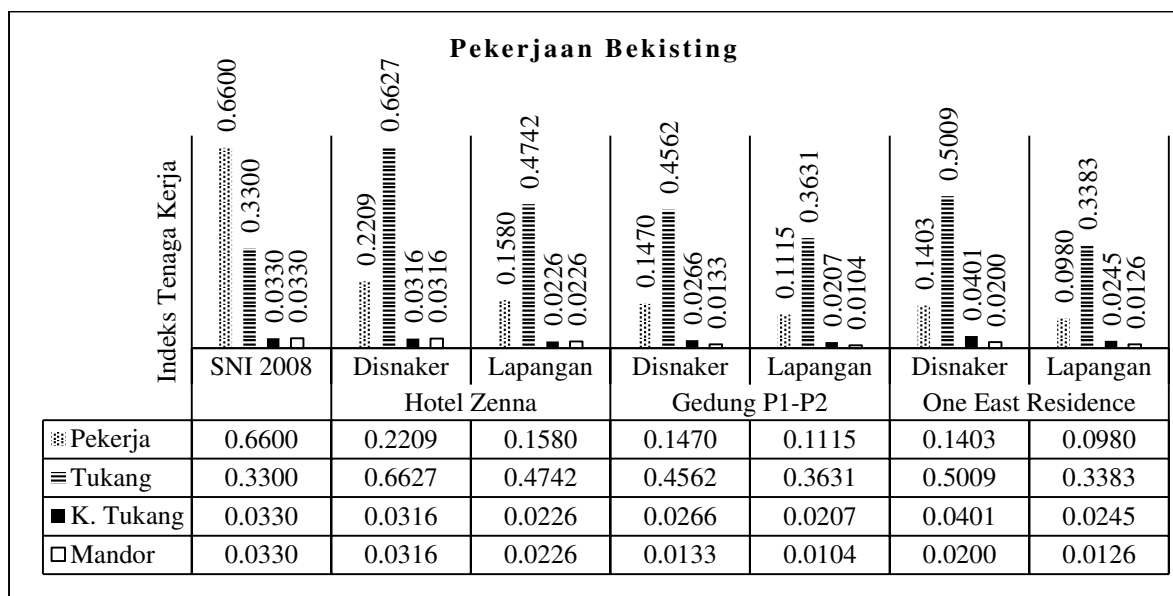 Pekerjaan Bekisting
Indeks Tenaga Kerja
0.6600 0.3300 0.0330 0.0330 0.2209 0.6627 0.0316 0.0316 0.1580 0.4742 0.0226 0.0226 0.1470 0.4562 0.0266 0.0133 0.1115 0.3631 0.0207 0.0104 0.1403 0.5009 0.0401 0.0200 0.0980 0.3383 0.0245 0.0126
SNI 2008 Disnaker Lapangan Disnaker Lapangan Disnaker Lapangan
Hotel Zenna Gedung P1-P2 One East Residence
Pekerja 0.6600 0.2209 0.1580 0.1470 0.1115 0.1403 0.0980
Tukang 0.3300 0.6627 0.4742 0.4562 0.3631 0.5009 0.3383
K. Tukang 0.0330 0.0316 0.0226 0.0266 0.0207 0.0401 0.0245
Mandor 0.0330 0.0316 0.0226 0.0133 0.0104 0.0200 0.0126